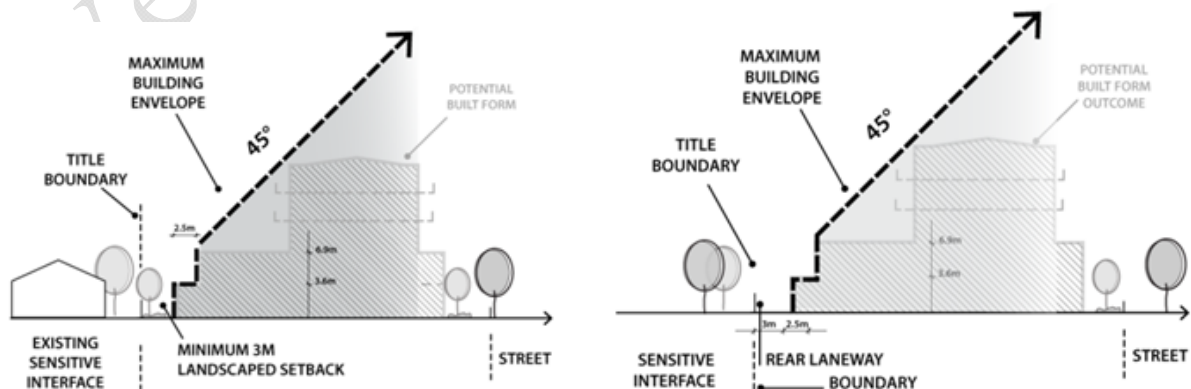 MAXIMUM
BUILDING
ENVELOPE
45°
POTENTIAL
BUILT FORM
TITLE
BOUNDARY
2.5m
6.9m
3.6m
EXISTING
SENSITIVE
INTERFACE
MINIMUM 3M
LANDSCAPED SETBACK
STREET
MAXIMUM
BUILDING
ENVELOPE
45°
POTENTIAL
BUILT FORM
OUTCOME
TITLE
BOUNDARY
6.9m
3.6m
3m
2.5m
SENSITIVE
INTERFACE
REAR LANEWAY
BOUNDARY
STREET